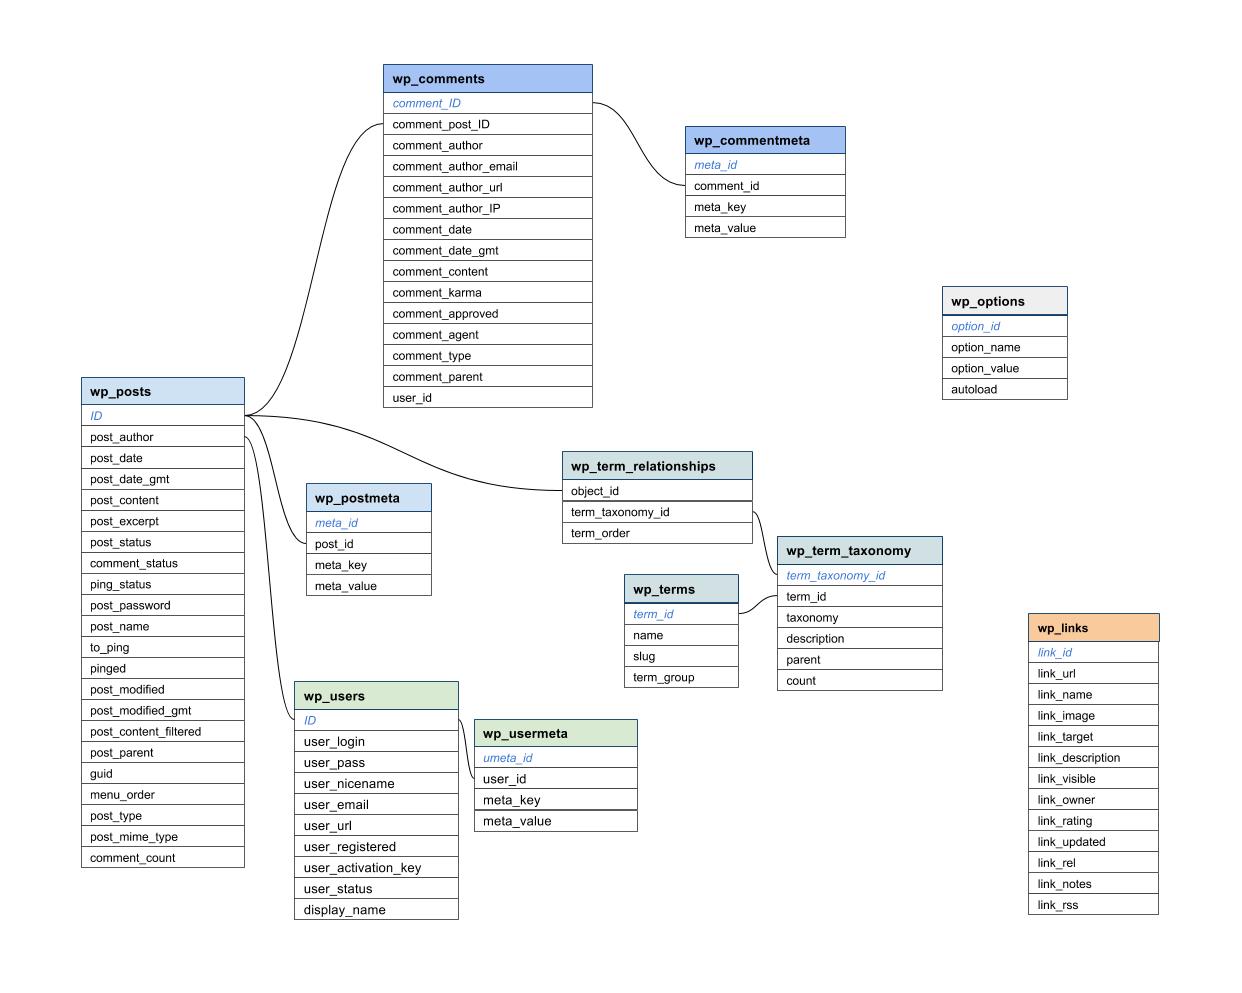 wp_comments
comment_ID
comment_post_ID
comment_author
comment_author_email
comment_author_url
comment_author_IP
comment_date
comment_date_gmt
comment_content
comment_karma
comment_approved
comment_agent
comment_type
comment_parent
user_id
wp_commentmeta
meta_id
comment_id
meta_key
meta_value
wp_options
option_id
option_name
option_value
autoload
wp_posts
ID
post_author
post_date
post_date_gmt
post_content
post_excerpt
post_status
comment_status
ping_status
post_password
post_name
to_ping
pinged
post_modified
post_modified_gmt
post_content_filtered
post_parent
guid
menu_order
post_type
post_mime_type
comment_count
wp_postmeta
meta_id
post_id
meta_key
meta_value
wp_term_relationships
object_id
term_taxonomy_id
term_order
wp_term_taxonomy
term_taxonomy_id
term_id
taxonomy
description
parent
count
wp_terms
term_id
name
slug
term_group
wp_links
link_id
link_url
link_name
link_image
link_target
link_description
link_visible
link_owner
link_rating
link_updated
link_rel
link_notes
link_rss
wp_users
ID
user_login
user_pass
user_nicename
user_email
user_url
user_registered
user_activation_key
user_status
display_name
wp_usermeta
umeta_id
user_id
meta_key
meta_value